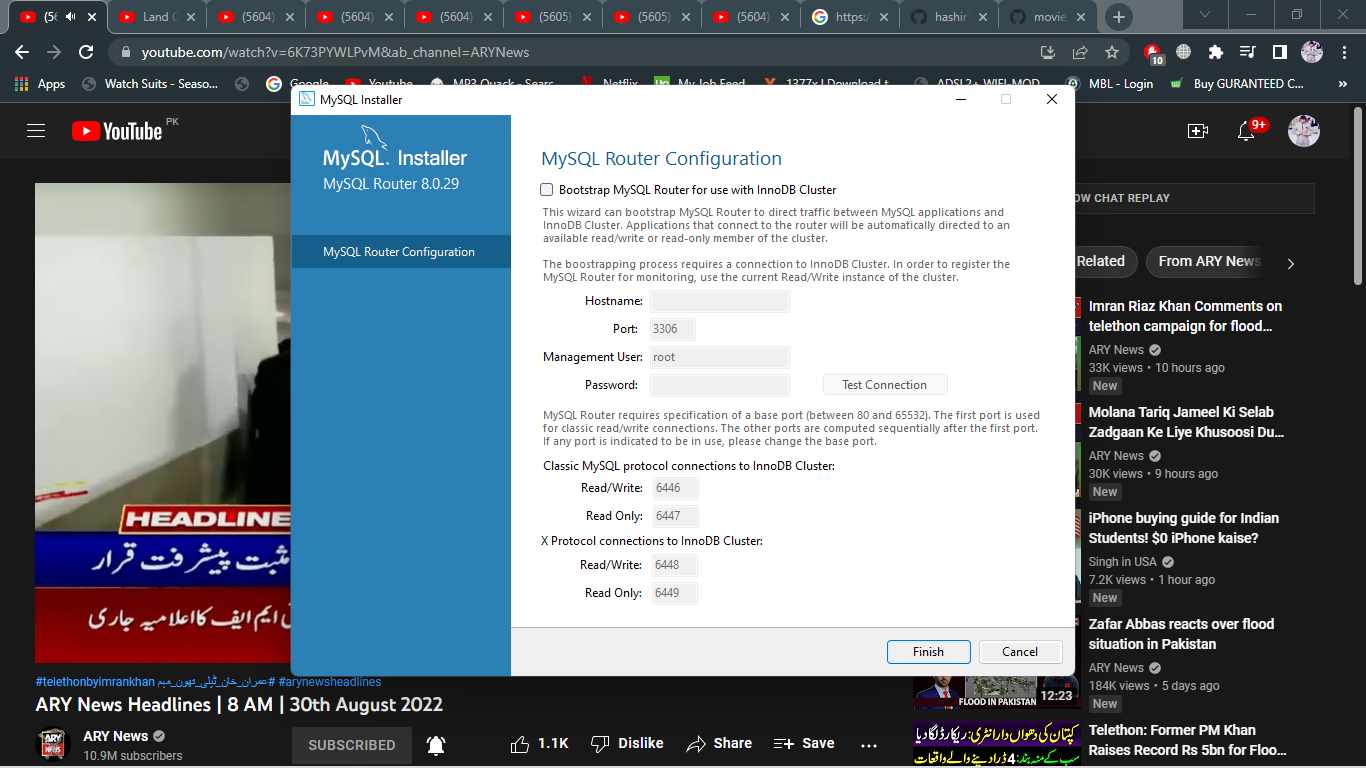 (5604)
Land C
(5604)
(5604)
(5604)
(5605)
(5605)
(5604)
https:/
hashir
movie.
youtube.com/watch?v=6K73PYWLPvM&ab_channel=ARYNews
10
Apps
Watch Suits - Seaso...
Google
Youtube
MP3 Quack - Sears
Netflix
My Job Feed
1377x | Download t
ADSL2+ WIFI MOD
MBL - Login
Buy GURANTEED C...
»
MySQL Installer
YouTube PK
9+
MySQL. Installer
MySQL Router 8.0.29
MySQL Router Configuration
MySQL Router Configuration
Bootstrap MySQL Router for use with InnoDB Cluster
This wizard can bootstrap MySQL Router to direct traffic between MySQL applications and
InnoDB Cluster. Applications that connect to the router will be automatically directed to an
available read/write or read-only member of the cluster.
The boostrapping process requires a connection to InnoDB Cluster. In order to register the
MySQL Router for monitoring, use the current Read/Write instance of the cluster.
Hostname:
Port: 3306
Management User: root
Password:
Test Connection
MySQL Router requires specification of a base port (between 80 and 65532). The first port is used
for classic read/write connections. The other ports are computed sequentially after the first port.
If any port is indicated to be in use, please change the base port.
Classic MySQL protocol connections to InnoDB Cluster:
Read/Write: 6446
Read Only: 6447
X Protocol connections to InnoDB Cluster:
Read/Write: 6448
Read Only: 6449
Finish
Cancel
OW CHAT REPLAY
Related
From ARY News
Imran Riaz Khan Comments on
telethon campaign for flood...
ARY News
33K views • 10 hours ago
New
Molana Tariq Jameel Ki Selab
Zadgaan Ke Liye Khusoosi Du...
ARY News
30K views • 9 hours ago
New
iPhone buying guide for Indian
Students! $0 iPhone kaise?
Singh in USA
7.2K views • 1 hour ago
New
Zafar Abbas reacts over flood
situation in Pakistan
ARY News
184K views • 5 days ago
New
FLOOD IN PAKISTAN
12:23
Telethon: Former PM Khan
Raises Record Rs 5bn for Floo...
کپتان کی دھواں دار انٹری: ریکارڈ لگا دیا
سب کے منہ بند: 4 ڈرا دینے والے واقعات
HEADLINE
مثبت پیشرفت قرار
ی ایم ایف کا اعلامیہ جاری
#telethonbyimrankhan #عمران_خان_ٹیلی_تھون_مہم #arynewsheadlines
ARY News Headlines | 8 AM | 30th August 2022
ARY NEWS
ARY News
10.9M subscribers
SUBSCRIBED
1.1K
Dislike
Share
Save